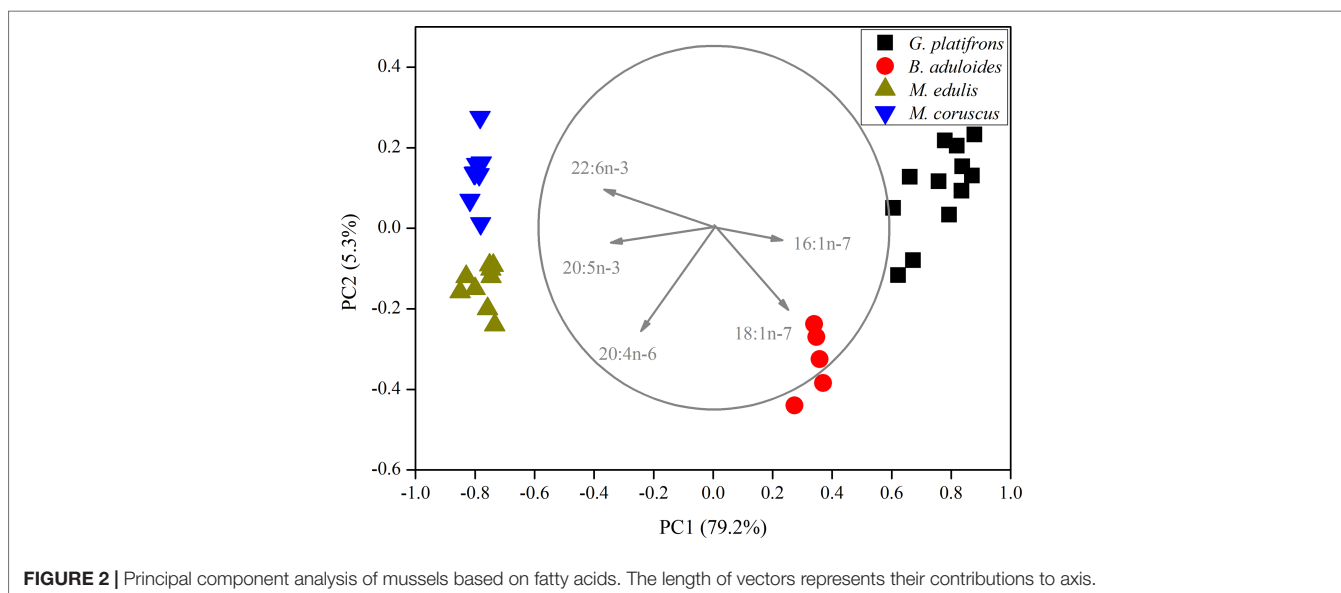 G. platifrons
B. aduloides
M. edulis
M. coruscus
0.4
0.2
0.0
-0.2
-0.4
-0.6
PC2 (5.3%)
22:6n-3
20:5n-3
20:4n-6
16:1n-7
18:1n-7
-1.0 -0.8 -0.6 -0.4 -0.2 0.0 0.2 0.4 0.6 0.8 1.0
PC1 (79.2%)
FIGURE 2 | Principal component analysis of mussels based on fatty acids. The length of vectors represents their contributions to axis.